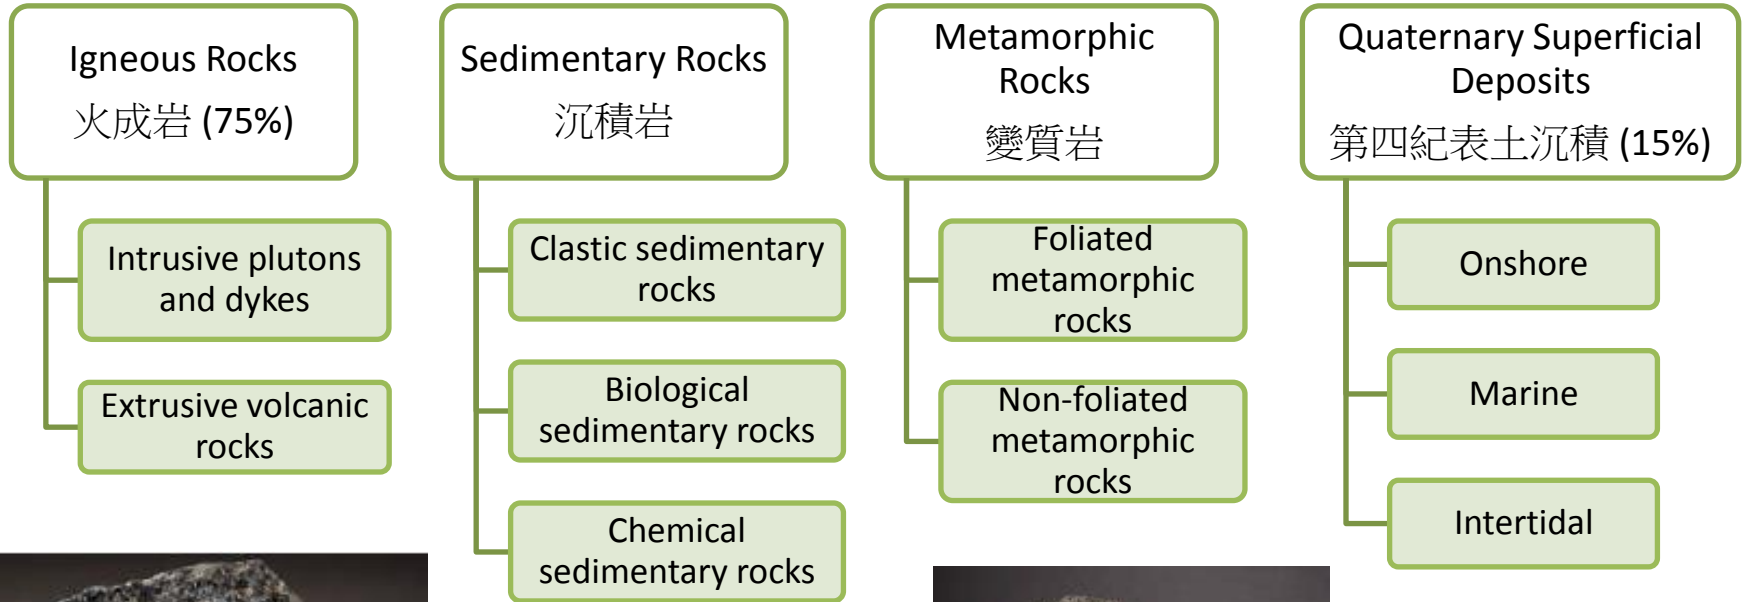 Igneous Rocks
火成岩 (75%)
Intrusive plutons
and dykes
Extrusive volcanic
rocks
Sedimentary Rocks
沉積岩
Clastic sedimentary
rocks
Biological
sedimentary rocks
Chemical
sedimentary rocks
Metamorphic
Rocks
變質岩
Foliated
metamorphic
rocks
Non-foliated
metamorphic
rocks
Quaternary Superficial
Deposits
第四紀表土沉積 (15%)
Onshore
Marine
Intertidal